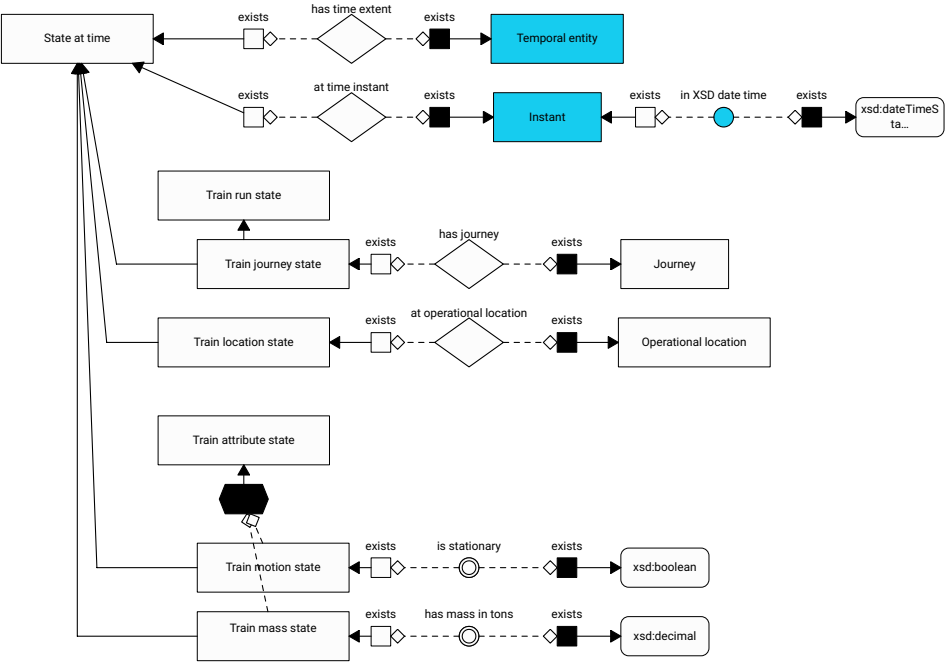 has time extent
exists
exists
State at time
Temporal entity
at time instant
exists
exists
exists
in XSD date time
exists
Instant
xsd:dateTimeS
ta...
Train run state
has journey
exists
exists
Train journey state
Journey
at operational location
exists
exists
Train location state
Operational location
Train attribute state
exists
is stationary
exists
Train motion state
xsd:boolean
exists
has mass in tons
exists
Train mass state
xsd:decimal